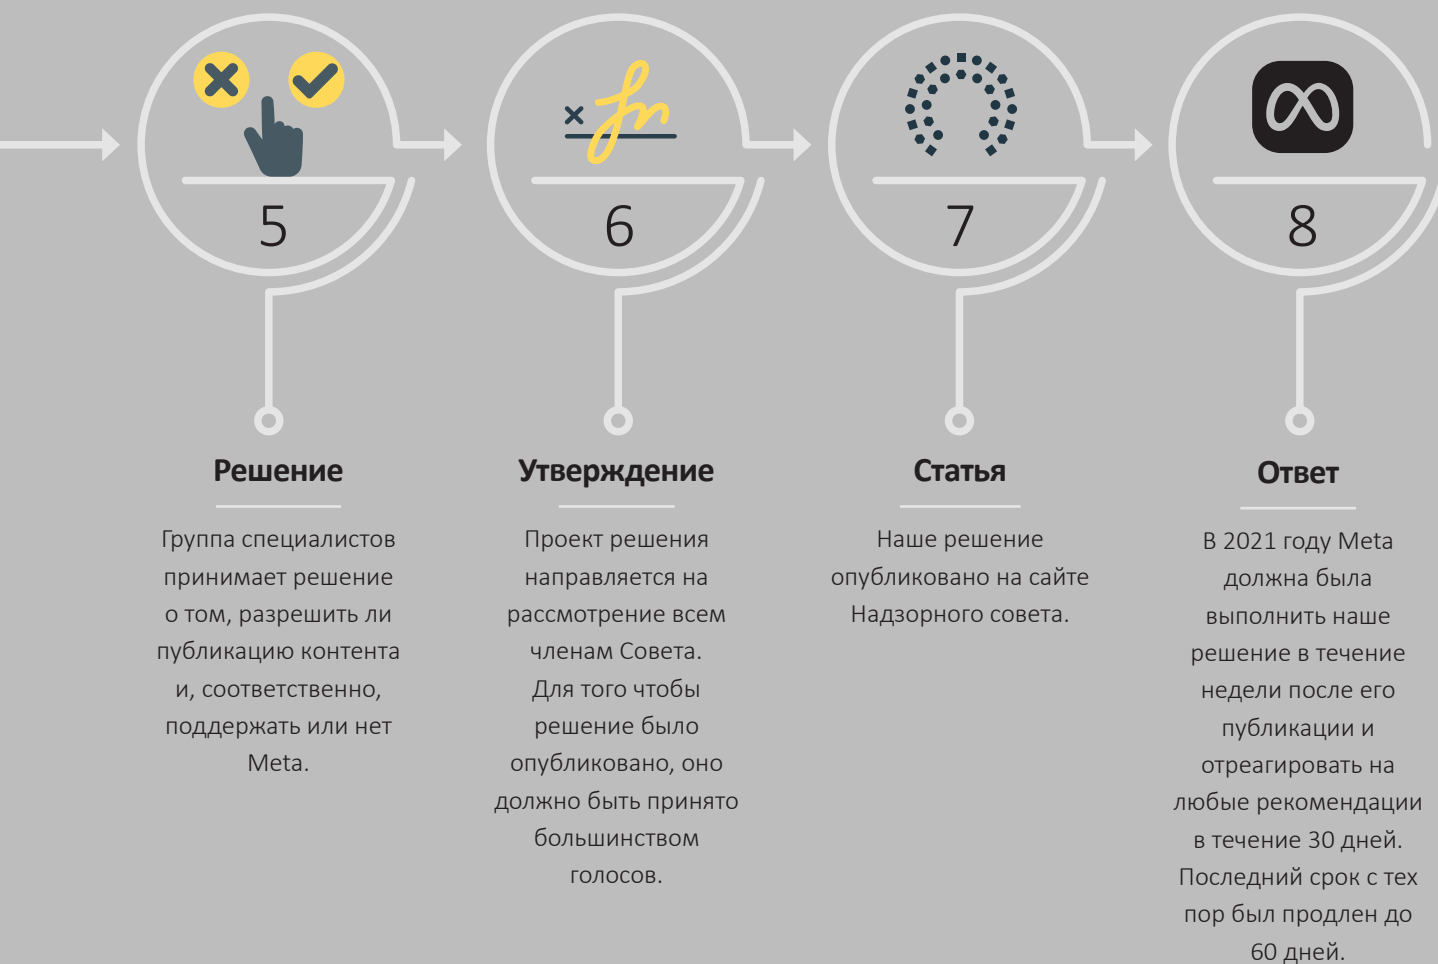 5
Решение
Группа специалистов
принимает решение
о том, разрешить ли
публикацию контента
и, соответственно,
поддержать или нет
Meta.
6
Утверждение
Проект решения
направляется на
рассмотрение всем
членам Совета.
Для того чтобы
решение было
опубликовано, оно
должно быть принято
большинством
голосов.
7
Статья
Наше решение
опубликовано на сайте
Надзорного совета.
8
Ответ
В 2021 году Meta
должна была
выполнить наше
решение в течение
недели после его
публикации и
отреагировать на
любые рекомендации
в течение 30 дней.
Последний срок с тех
пор был продлен до
60 дней.